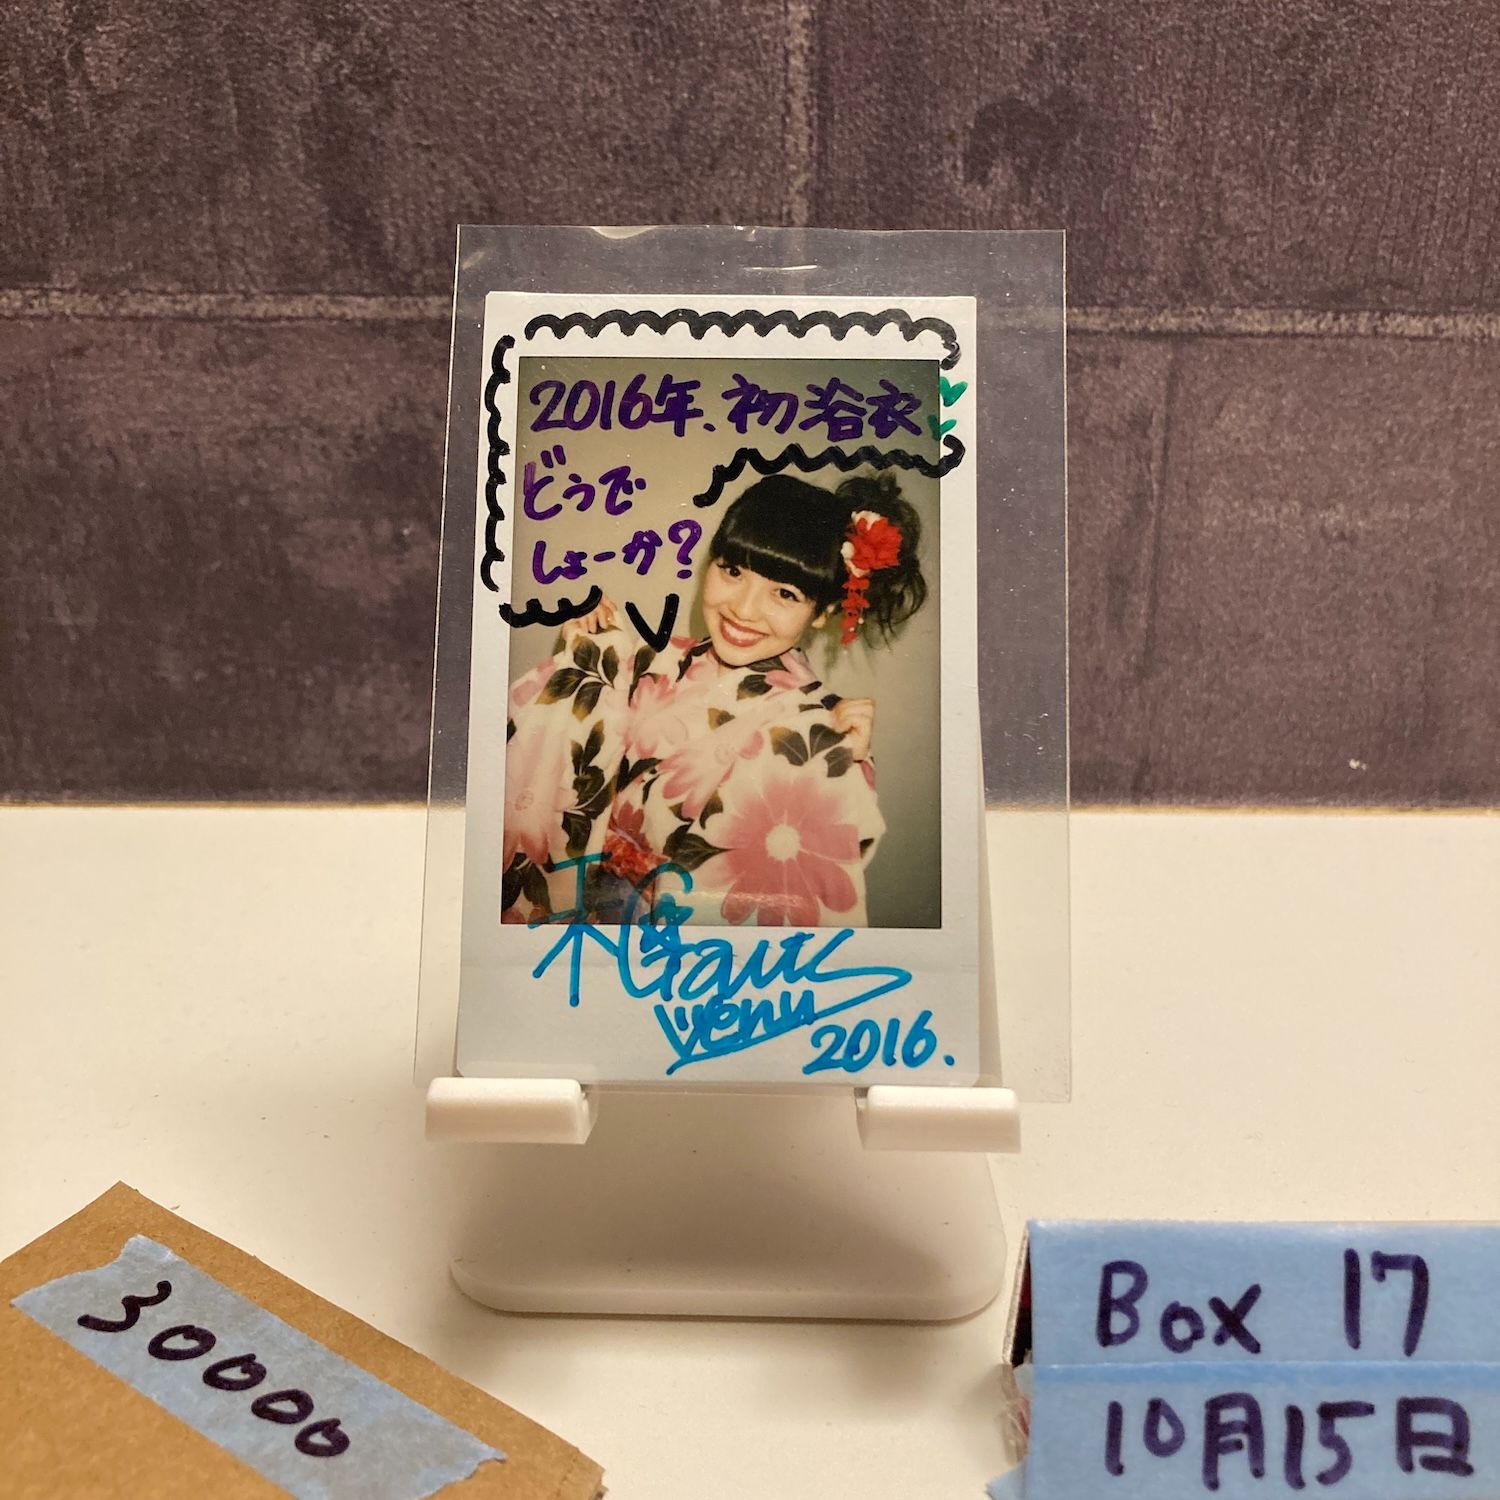 2016年、初浴衣
どうで
しょーか?
venu
2016.
30000
Box 17
10月15日